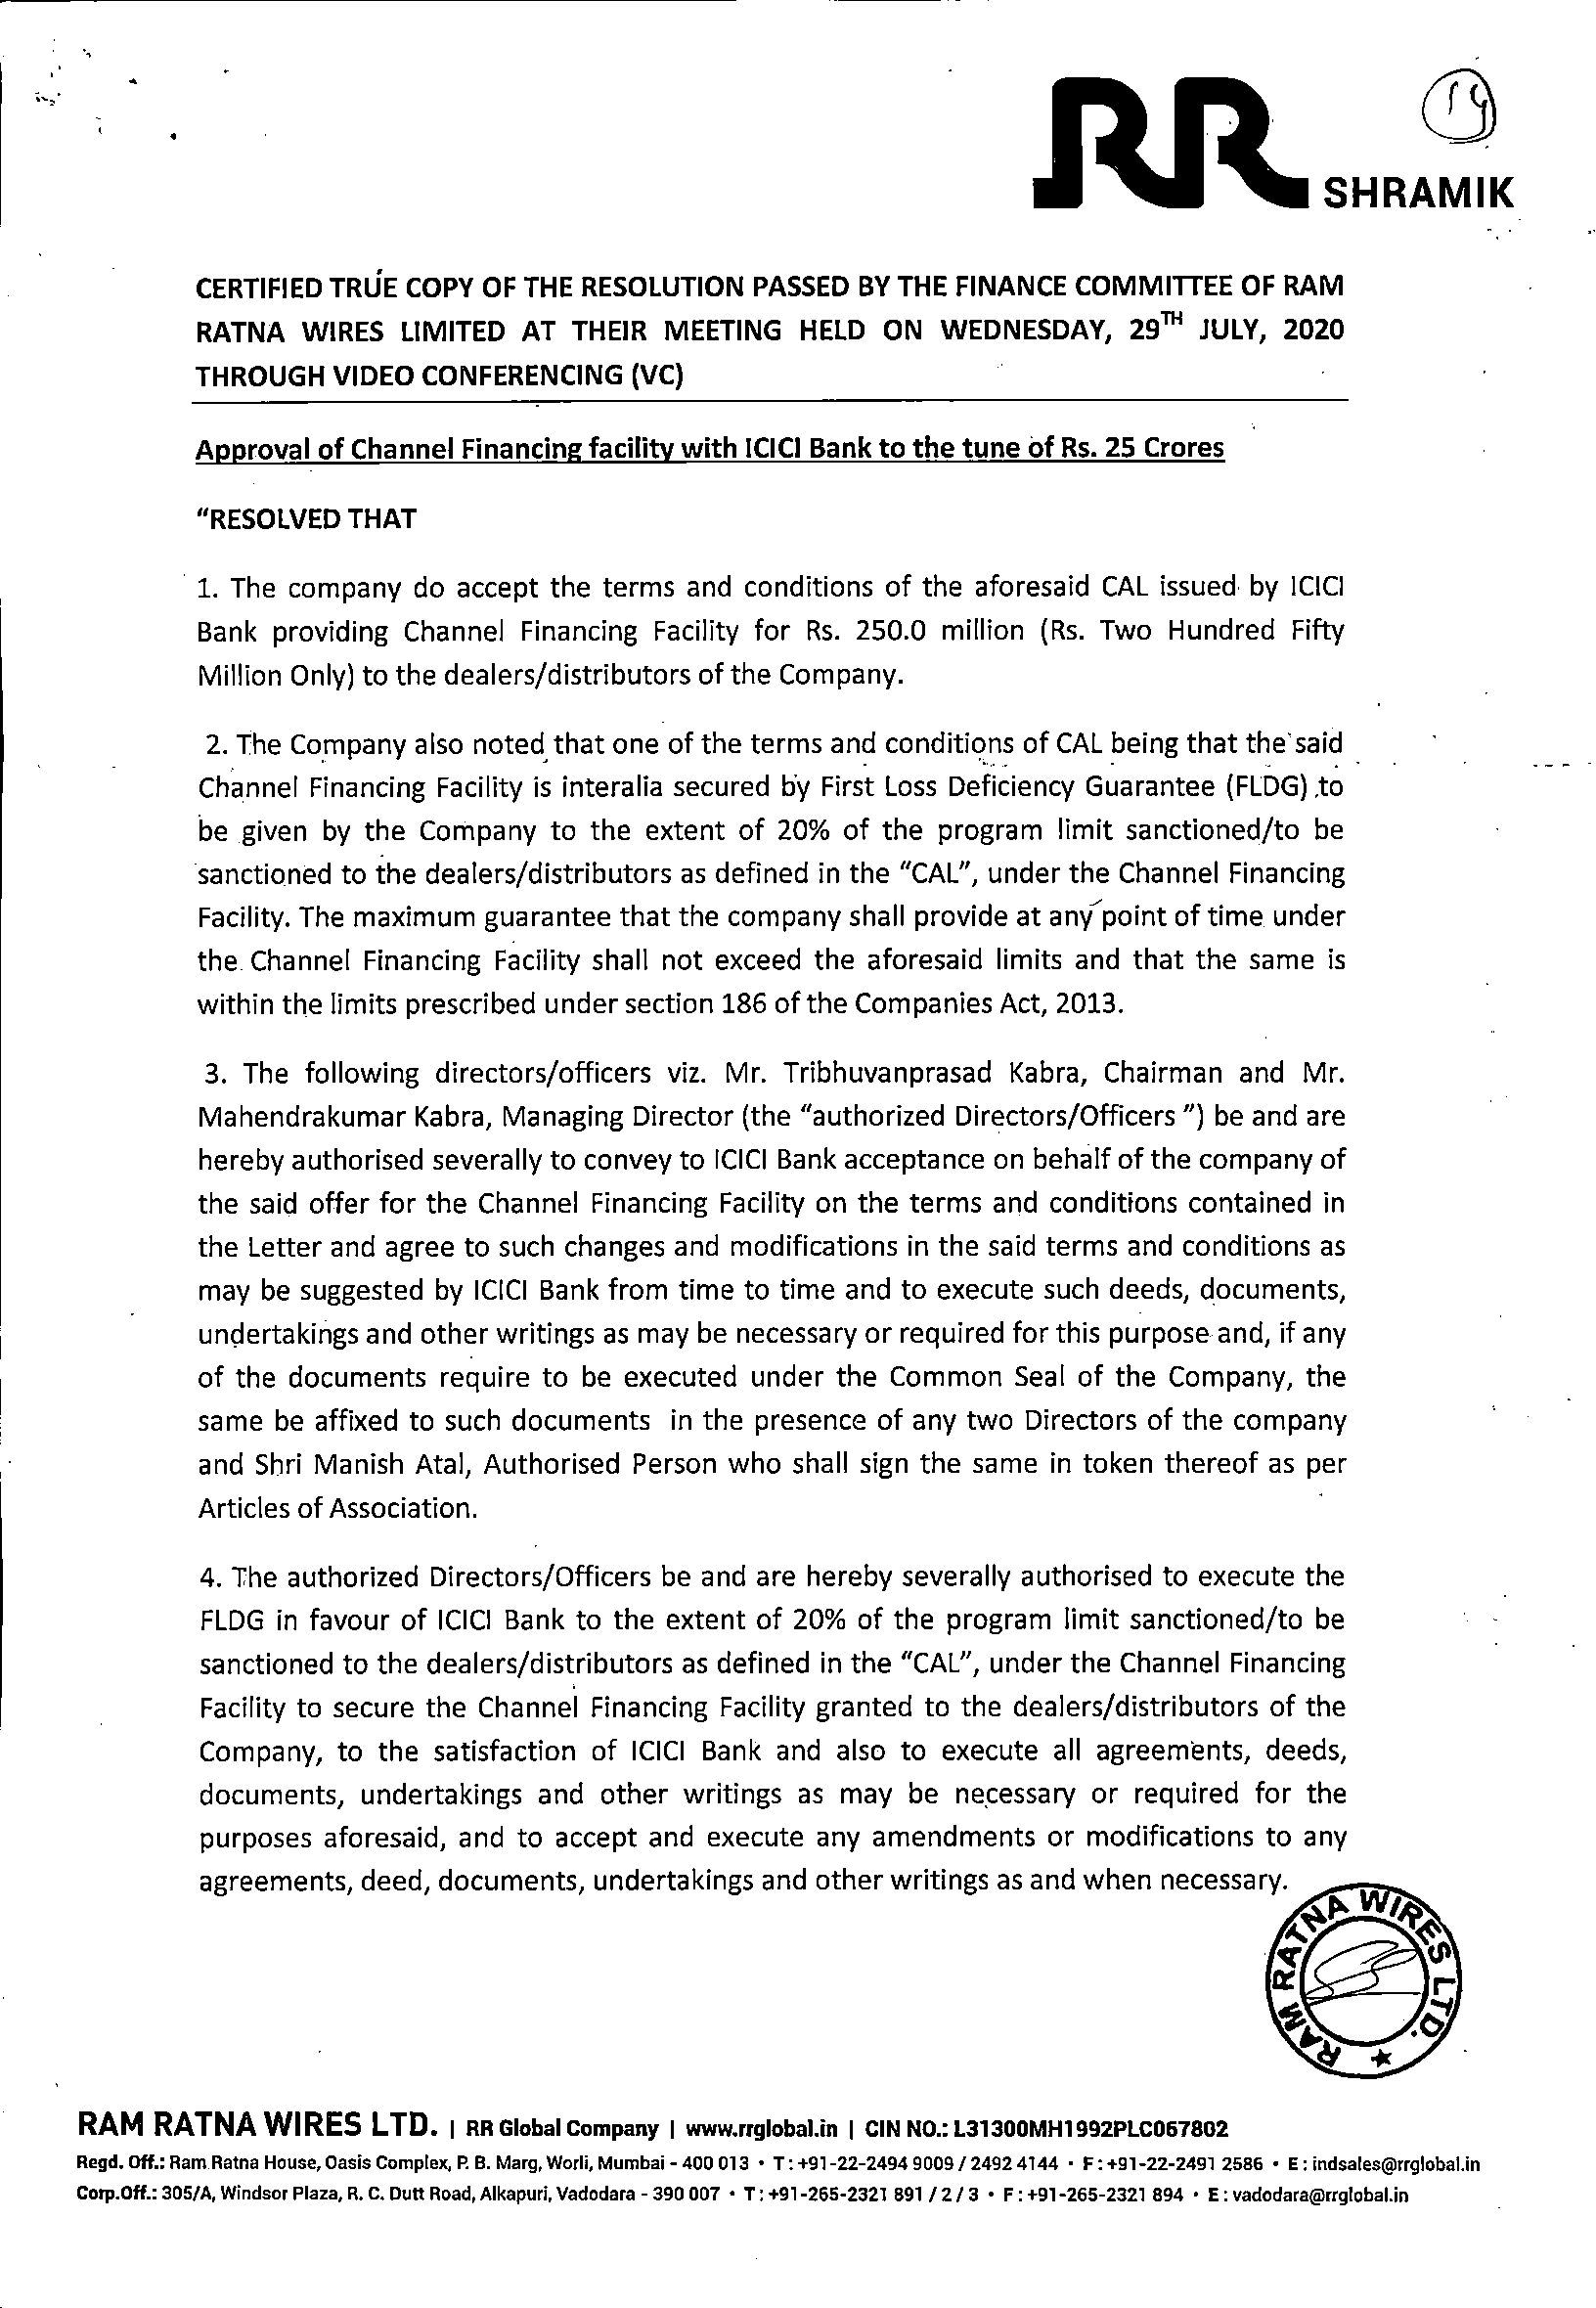 RR SHRAMIK
19
CERTIFIED TRUE COPY OF THE RESOLUTION PASSED BY THE FINANCE COMMITTEE OF RAM
RATNA WIRES LIMITED AT THEIR MEETING HELD ON WEDNESDAY, 29TH JULY, 2020
THROUGH VIDEO CONFERENCING (VC)
Approval of Channel Financing facility with ICICI Bank to the tune of Rs. 25 Crores
“RESOLVED THAT
1. The company do accept the terms and conditions of the aforesaid CAL issued by ICICI
Bank providing Channel Financing Facility for Rs. 250.0 million (Rs. Two Hundred Fifty
Million Only) to the dealers/distributors of the Company.
2. The Company also noted that one of the terms and conditions of CAL being that the said
Channel Financing Facility is interalia secured by First Loss Deficiency Guarantee (FLDG) to
be given by the Company to the extent of 20% of the program limit sanctioned/to be
sanctioned to the dealers/distributors as defined in the “CAL”, under the Channel Financing
Facility. The maximum guarantee that the company shall provide at any point of time under
the Channel Financing Facility shall not exceed the aforesaid limits and that the same is
within the limits prescribed under section 186 of the Companies Act, 2013.
3. The following directors/officers viz. Mr. Tribhuvanprasad Kabra, Chairman and Mr.
Mahendrakumar Kabra, Managing Director (the “authorized Directors/Officers ”) be and are
hereby authorised severally to convey to ICICI Bank acceptance on behalf of the company of
the said offer for the Channel Financing Facility on the terms and conditions contained in
the Letter and agree to such changes and modifications in the said terms and conditions as
may be suggested by ICICI Bank from time to time and to execute such deeds, documents,
undertakings and other writings as may be necessary or required for this purpose and, if any
of the documents require to be executed under the Common Seal of the Company, the
same be affixed to such documents in the presence of any two Directors of the company
and Shri Manish Atal, Authorised Person who shall sign the same in token thereof as per
Articles of Association.
4. The authorized Directors/Officers be and are hereby severally authorised to execute the
FLDG in favour of ICICI Bank to the extent of 20% of the program limit sanctioned/to be
sanctioned to the dealers/distributors as defined in the “CAL”, under the Channel Financing
Facility to secure the Channel Financing Facility granted to the dealers/distributors of the
Company, to the satisfaction of ICICI Bank and also to execute all agreements, deeds,
documents, undertakings and other writings as may be necessary or required for the
purposes aforesaid, and to accept and execute any amendments or modifications to any
agreements, deed, documents, undertakings and other writings as and when necessary.
RAM RATNA WIRES LTD. ★
RAM RATNA WIRES LTD. | RR Global Company | www.rrglobal.in | CIN NO.: L31300MH1992PLC067802
Regd. Off.: Ram Ratna House, Oasis Complex, P. B. Marg, Worli, Mumbai - 400 013 • T: +91-22-2494 9009 / 2492 4144 • F: +91-22-2491 2586 • E: indsales@rrglobal.in
Corp.Off.: 305/A, Windsor Plaza, R. C. Dutt Road, Alkapuri, Vadodara - 390 007 • T: +91-265-2321 891 / 2 / 3 • F: +91-265-2321 894 • E: vadodara@rrglobal.in